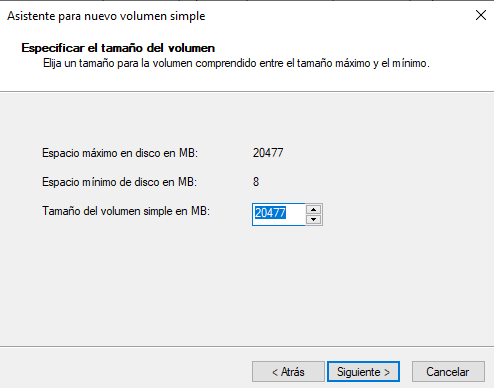 Asistente para nuevo volumen simple
Especificar el tamaño del volumen
Elija un tamaño para la volumen comprendido entre el tamaño máximo y el mínimo.
Espacio máximo en disco en MB: 20477
Espacio mínimo de disco en MB: 8
Tamaño del volumen simple en MB: 20477
< Atrás Siguiente > Cancelar